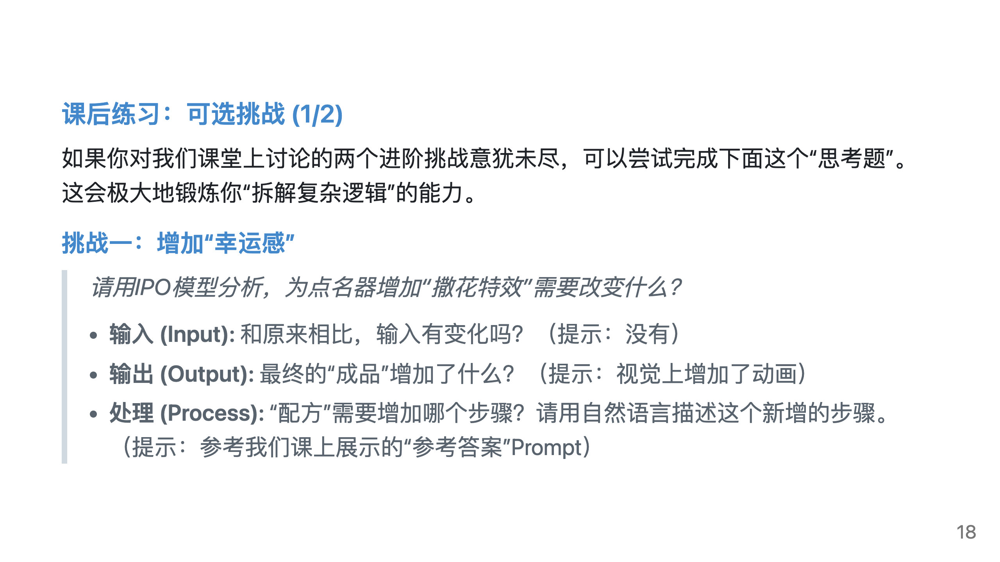 课后练习：可选挑战 (1/2)
如果你对我们课堂上讨论的两个进阶挑战意犹未尽，可以尝试完成下面这个“思考题”。
这会极大地锻炼你“拆解复杂逻辑”的能力。
挑战一：增加“幸运感”
请用IPO模型分析，为点名器增加“撒花特效”需要改变什么？
• 输入 (Input): 和原来相比，输入有变化吗？（提示：没有）
• 输出 (Output): 最终的“成品”增加了什么？（提示：视觉上增加了动画）
• 处理 (Process): “配方”需要增加哪个步骤？请用自然语言描述这个新增的步骤。
（提示：参考我们课上展示的“参考答案”Prompt）
18